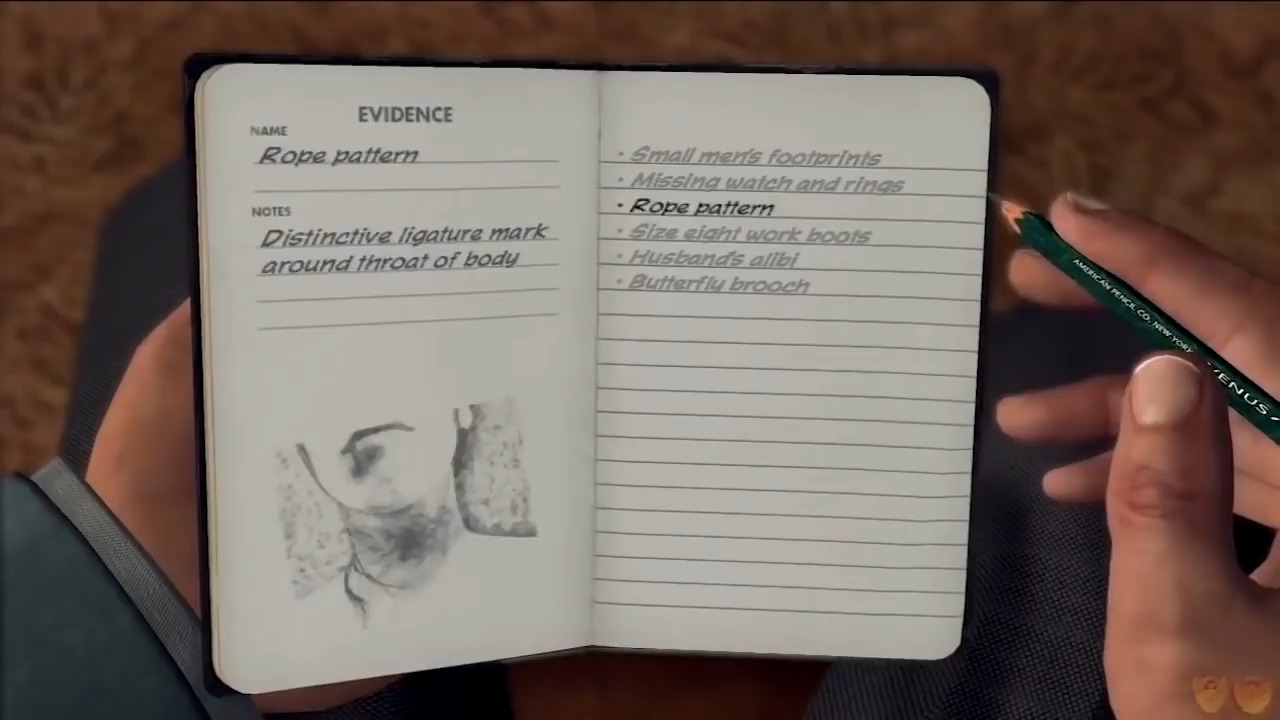 EVIDENCE
NAME
Rope pattern
NOTES
Distinctive ligature mark
around throat of body
• Small men's footprints
• Missing watch and rings
• Rope pattern
• Size eight work boots
• Husband's alibi
• Butterfly brooch
AMERICAN PENCIL CO. NEW YORK
VENUS